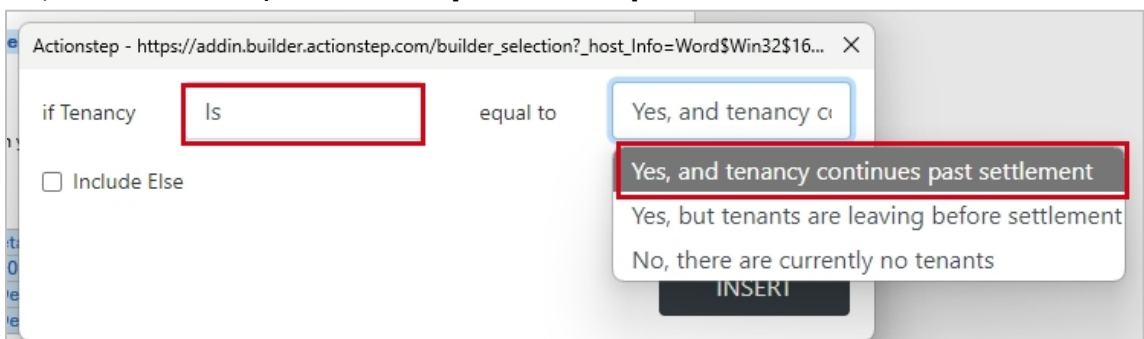 Actionstep - https://addin.builder.actionstep.com/builder_selection?_host_Info=Word$Win32$16...
if Tenancy Is equal to Yes, and tenancy co
Include Else
Yes, and tenancy continues past settlement
Yes, but tenants are leaving before settlement
No, there are currently no tenants
INSERT